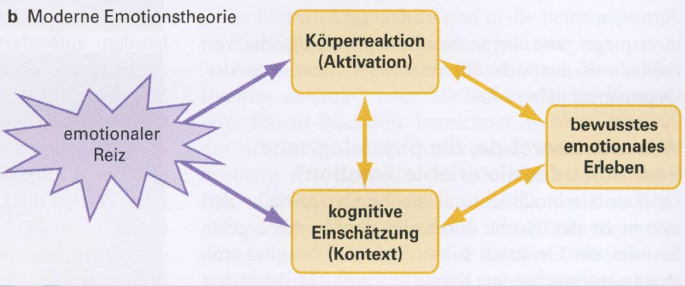 b Moderne Emotionstheorie
Körperreaktion
(Aktivation)
emotionaler
Reiz
bewusstes
emotionales
Erleben
kognitive
Einschätzung
(Kontext)